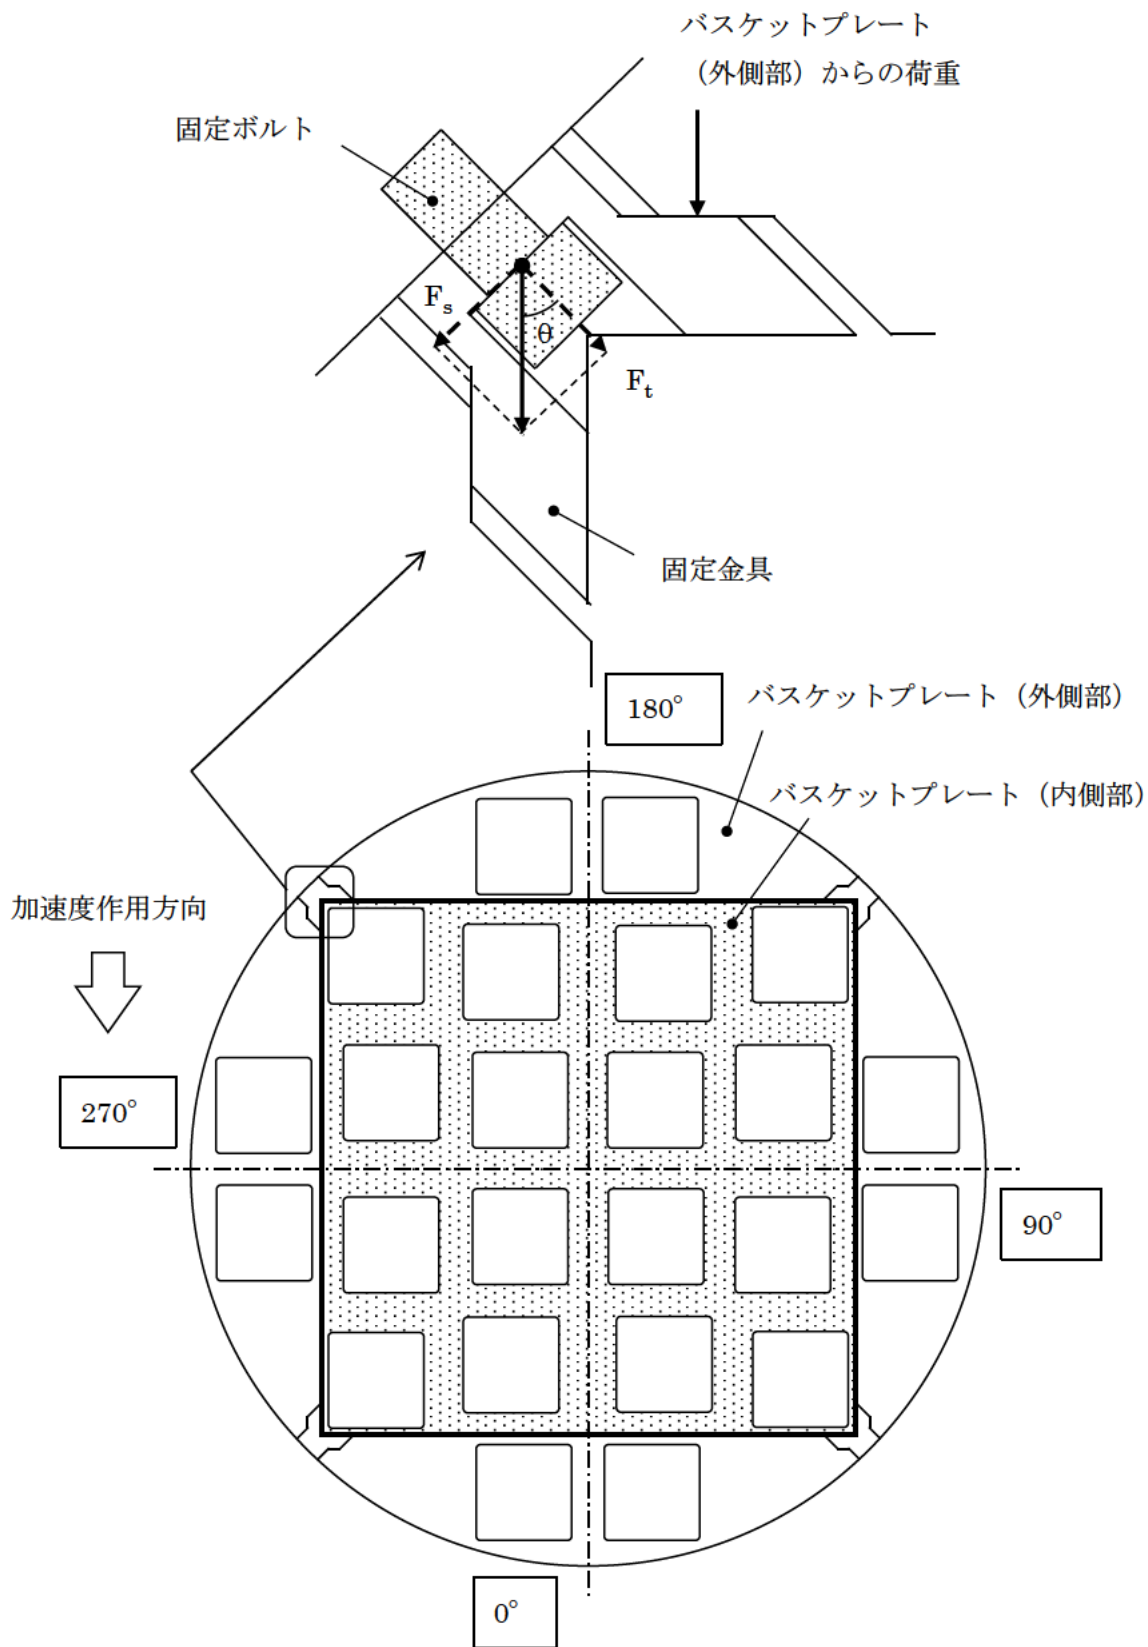 バスケットプレート
（外側部）からの荷重
固定ボルト
Fs
θ
Ft
固定金具
180°
バスケットプレート（外側部）
バスケットプレート（内側部）
加速度作用方向
270°
90°
0°